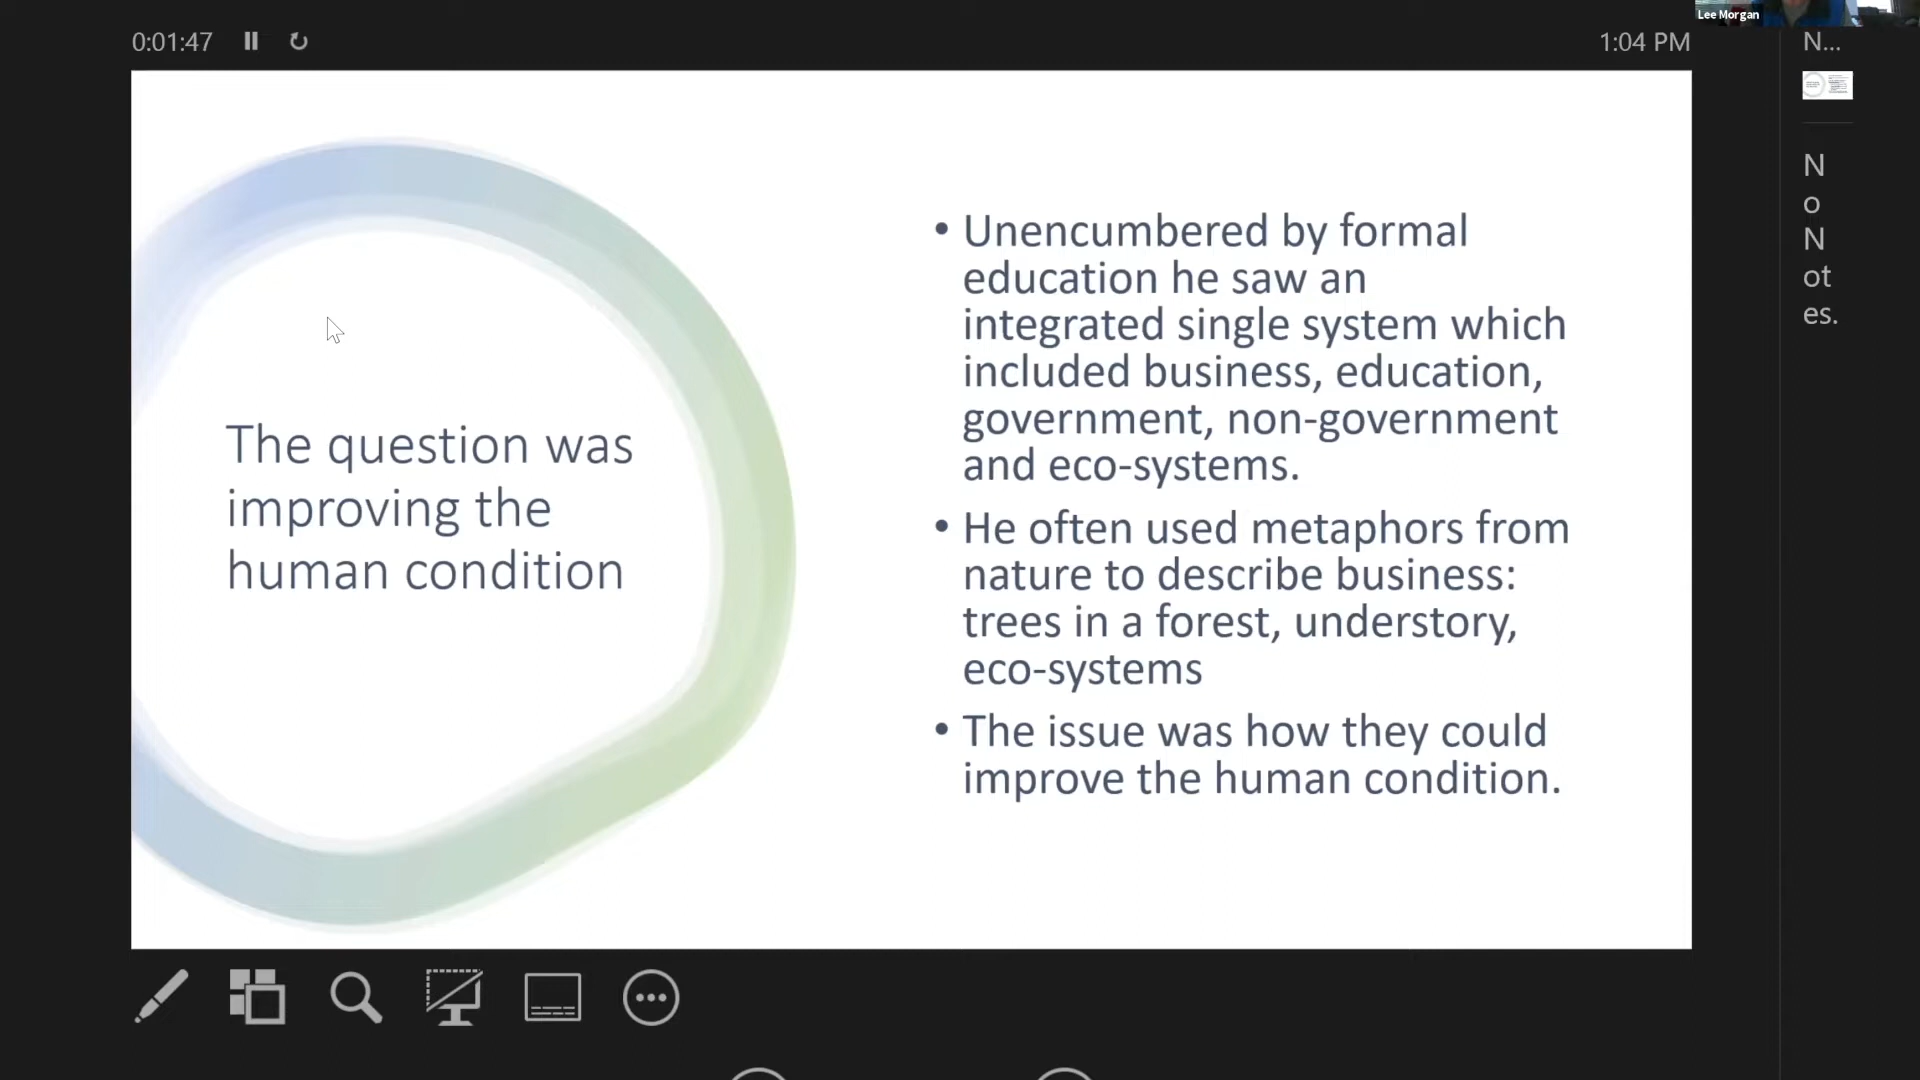 Lee Morgan
0:01:47
1:04 PM
N...
The question was
improving the
human condition
• Unencumbered by formal
education he saw an
integrated single system which
included business, education,
government, non-government
and eco-systems.
• He often used metaphors from
nature to describe business:
trees in a forest, understory,
eco-systems
• The issue was how they could
improve the human condition.
N
o
N
ot
es.